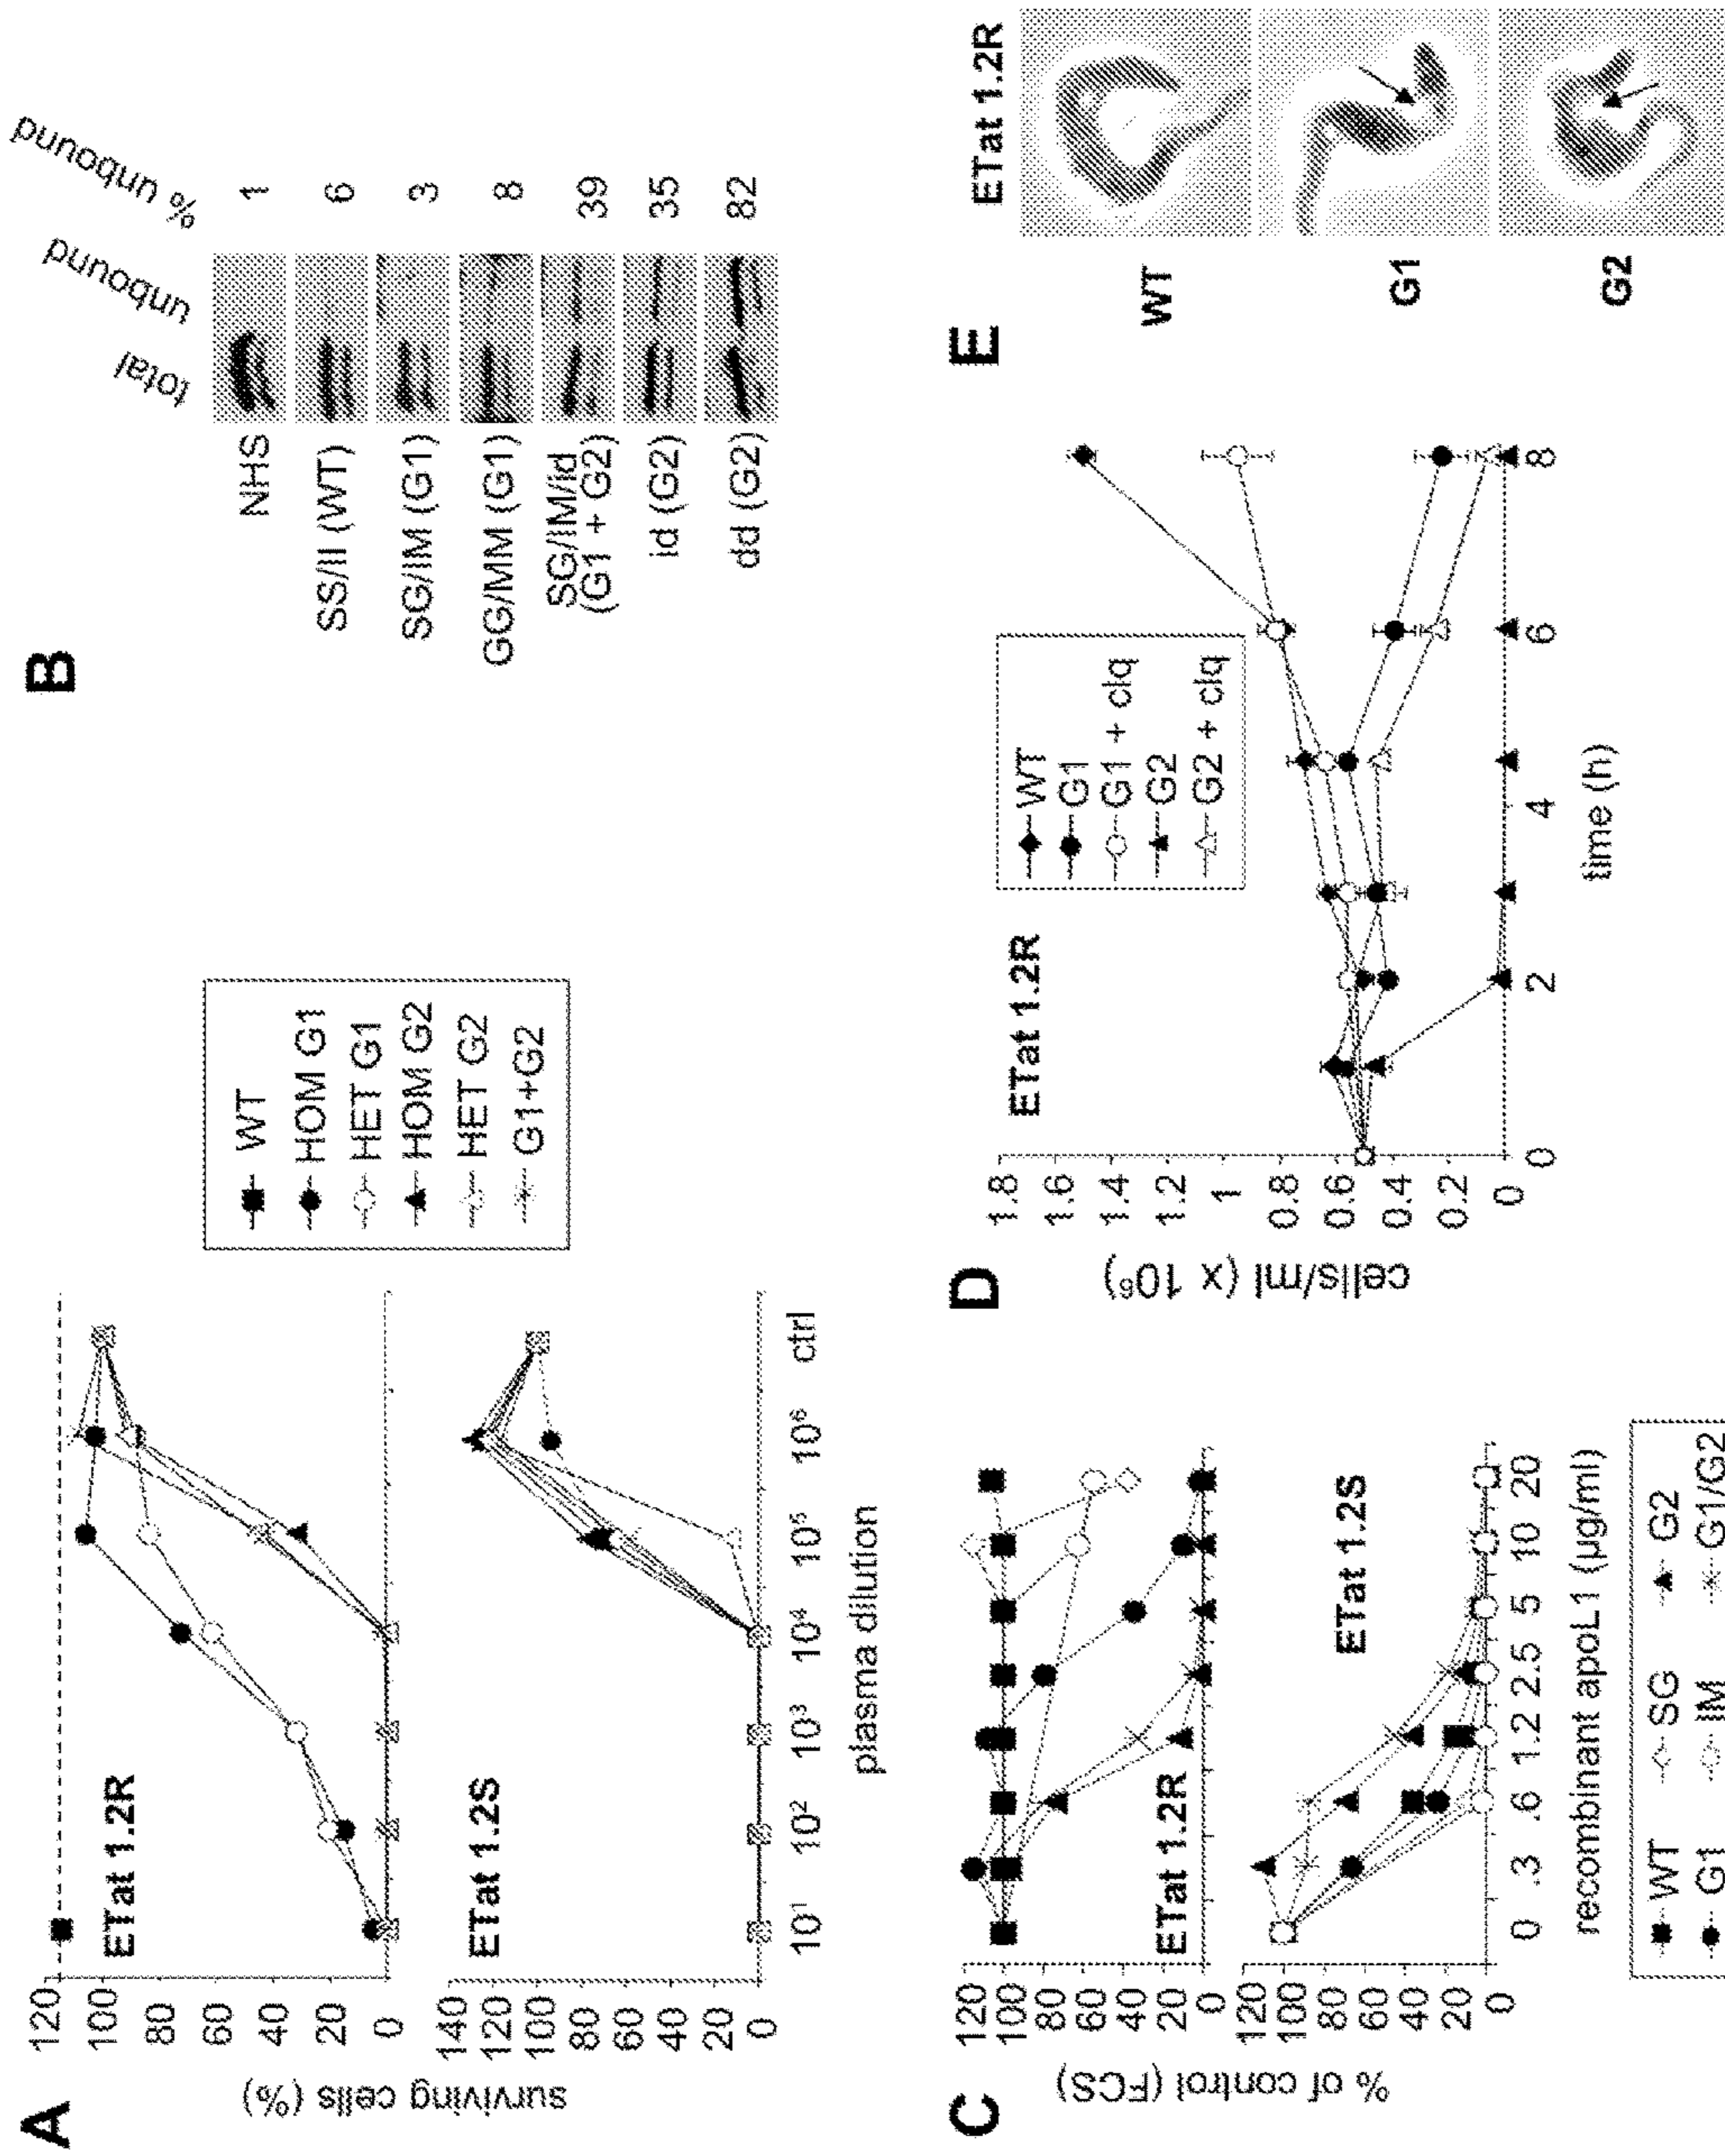 A
surviving cells (%)
120
100
80
60
40
20
0
ETat 1.2R
140
120
100
80
60
40
20
0
ETat 1.2S
10¹ 10² 10³ 10⁴ 10⁵ 10⁶ ctrl
plasma dilution
WT
HOM G1
HET G1
HOM G2
HET G2
G1+G2
B
total unbound % unbound
NHS 1
SS/II (WT) 6
SG/IM (G1) 3
GG/MM (G1) 8
SG/IM/id
(G1 + G2) 39
id (G2) 35
dd (G2) 82
C
% of control (FCS)
120
100
80
60
40
20
0
ETat 1.2R
120
100
80
60
40
20
0
ETat 1.2S
0 .3 .6 1.2 2.5 5 10 20
recombinant apoL1 (µg/ml)
WT SG G2
G1 IM G1/G2
D
cells/ml (x 10⁶)
1.8
1.6
1.4
1.2
1
0.8
0.6
0.4
0.2
0
ETat 1.2R
WT
G1
G1 + clq
G2
G2 + clq
0 2 4 6 8
time (h)
E
ETat 1.2R
WT
G1
G2